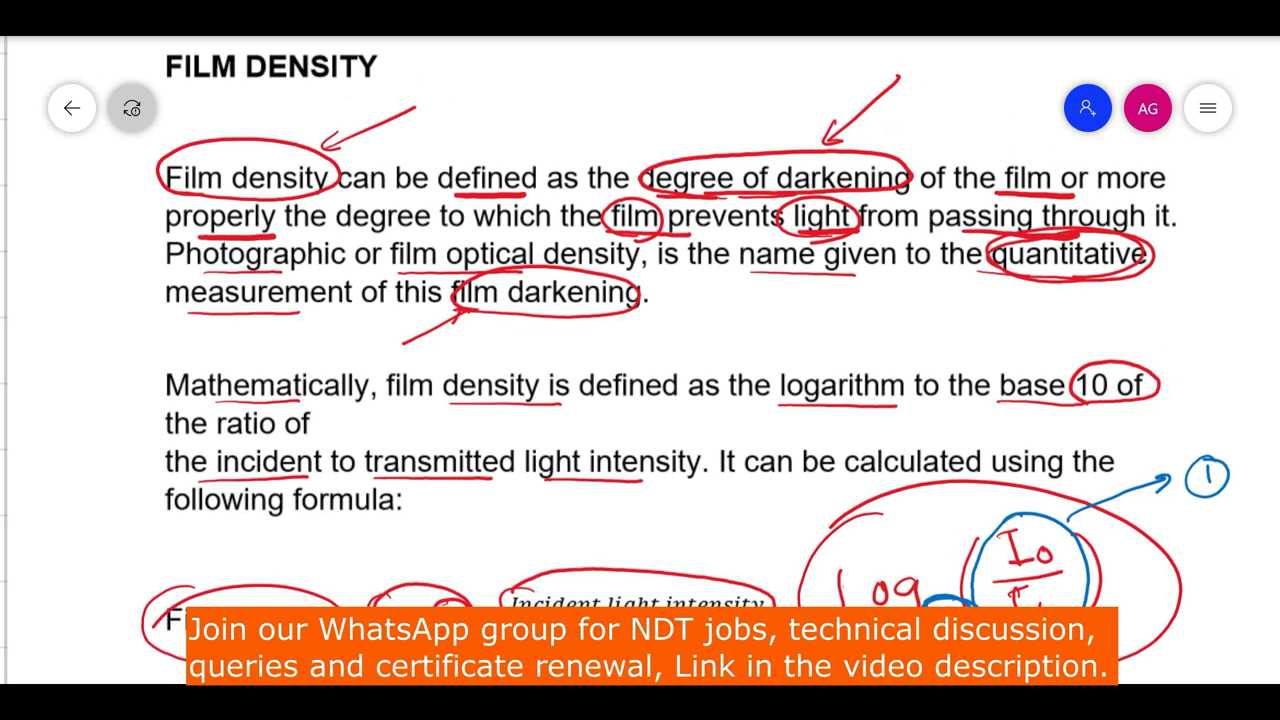 FILM DENSITY
AG
Film density can be defined as the degree of darkening of the film or more
properly the degree to which the film prevents light from passing through it.
Photographic or film optical density, is the name given to the quantitative
measurement of this film darkening.
Mathematically, film density is defined as the logarithm to the base 10 of
the ratio of
the incident to transmitted light intensity. It can be calculated using the
following formula:
1
Io
log
Incident light intensity
F
Join our WhatsApp group for NDT jobs, technical discussion,
queries and certificate renewal, Link in the video description.